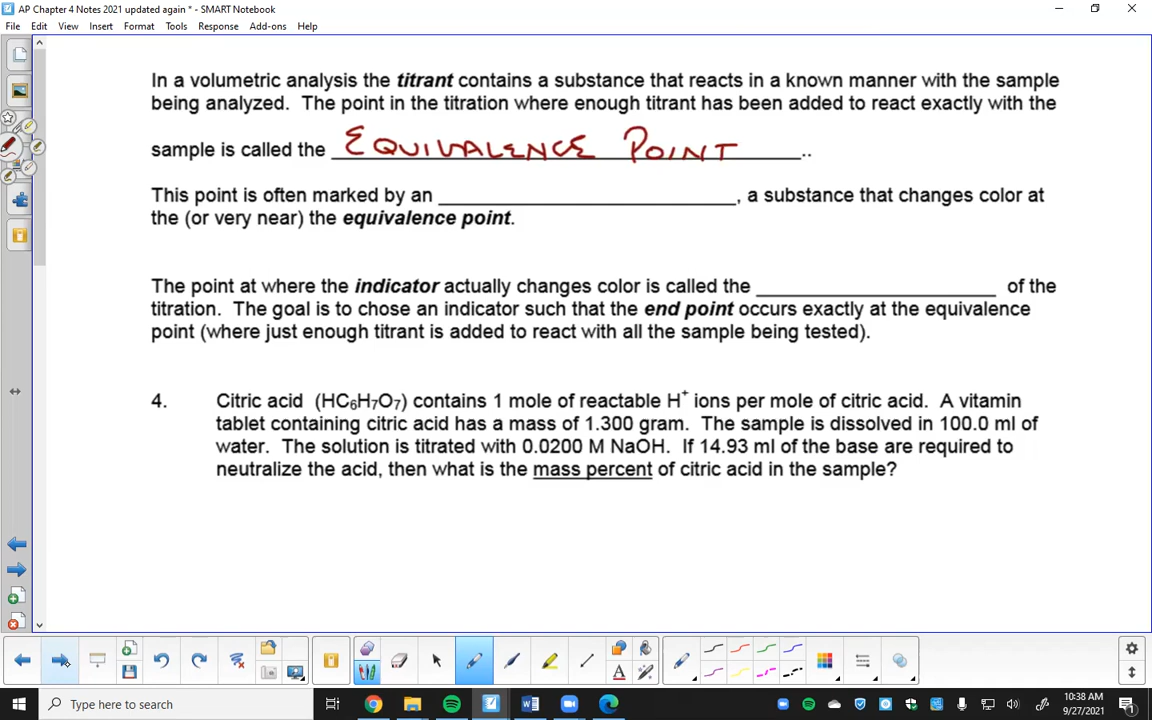 AP Chapter 4 Notes 2021 updated again * - SMART Notebook
File Edit View Insert Format Tools Response Add-ons Help
In a volumetric analysis the titrant contains a substance that reacts in a known manner with the sample
being analyzed. The point in the titration where enough titrant has been added to react exactly with the
sample is called the EQUIVALENCE POINT..
This point is often marked by an ____________________, a substance that changes color at
the (or very near) the equivalence point.
The point at where the indicator actually changes color is called the ________________ of the
titration. The goal is to chose an indicator such that the end point occurs exactly at the equivalence
point (where just enough titrant is added to react with all the sample being tested).
4. Citric acid (HC₆H₇O₇) contains 1 mole of reactable H⁺ ions per mole of citric acid. A vitamin
tablet containing citric acid has a mass of 1.300 gram. The sample is dissolved in 100.0 ml of
water. The solution is titrated with 0.0200 M NaOH. If 14.93 ml of the base are required to
neutralize the acid, then what is the mass percent of citric acid in the sample?
Type here to search
10:38 AM
9/27/2021